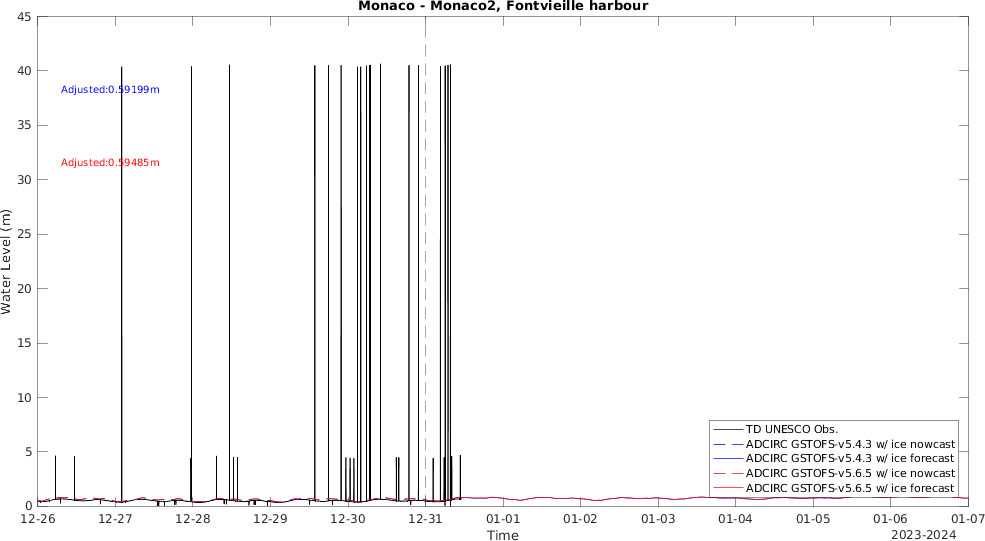 Monaco - Monaco2, Fontvieille harbour
45
40
35
30
25
20
15
10
5
0
Water Level (m)
Adjusted:0.59199m
Adjusted:0.59485m
TD UNESCO Obs.
ADCIRC GSTOFS-v5.4.3 w/ ice nowcast
ADCIRC GSTOFS-v5.4.3 w/ ice forecast
ADCIRC GSTOFS-v5.6.5 w/ ice nowcast
ADCIRC GSTOFS-v5.6.5 w/ ice forecast
12-26 12-27 12-28 12-29 12-30 12-31 01-01 01-02 01-03 01-04 01-05 01-06 01-07
Time
2023-2024